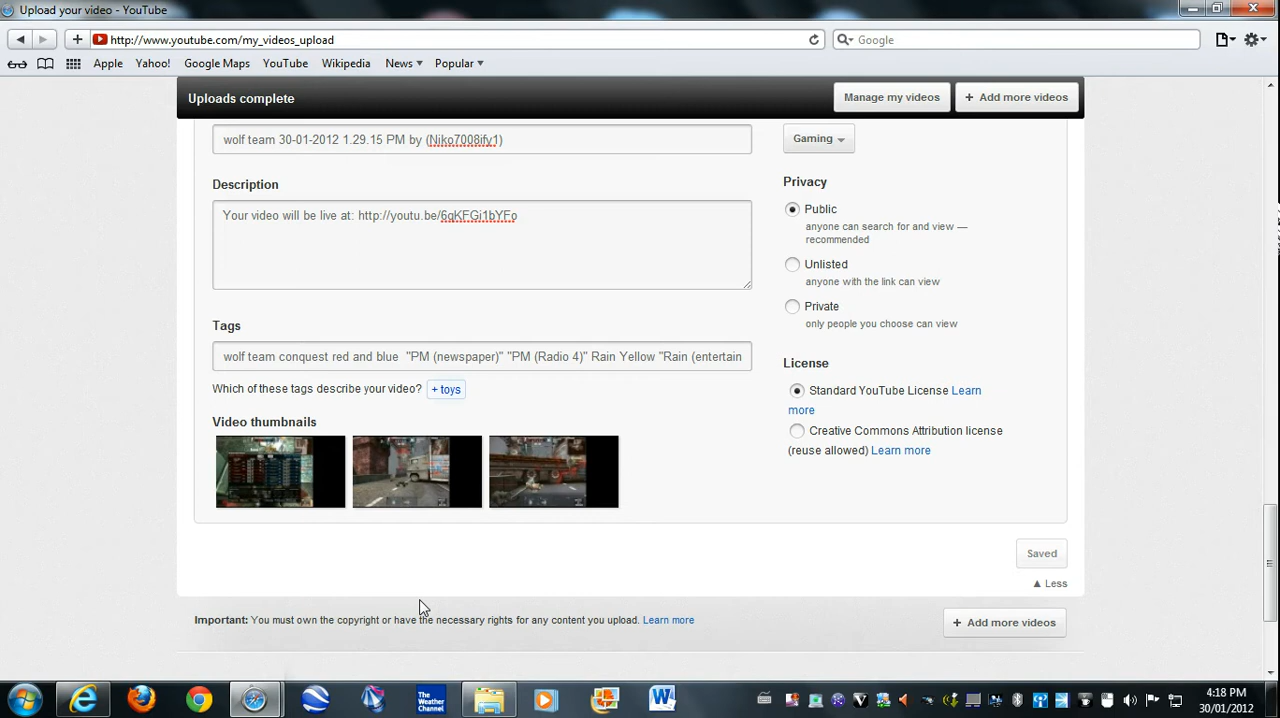 Upload your video - YouTube
http://www.youtube.com/my_videos_upload
Google
Apple Yahoo! Google Maps YouTube Wikipedia News Popular
Uploads complete
Manage my videos
+ Add more videos
wolf team 30-01-2012 1.29.15 PM by (Niko7008ify1)
Gaming
Description
Your video will be live at: http://youtu.be/6qKFGi1bYFo
Privacy
Public
anyone can search for and view —
recommended
Unlisted
anyone with the link can view
Private
only people you choose can view
Tags
wolf team conquest red and blue "PM (newspaper)" "PM (Radio 4)" Rain Yellow "Rain (entertain
Which of these tags describe your video? + toys
License
Standard YouTube License Learn
more
Creative Commons Attribution license
(reuse allowed) Learn more
Video thumbnails
Saved
▲ Less
Important: You must own the copyright or have the necessary rights for any content you upload. Learn more
+ Add more videos
The
Weather
Channel
4:18 PM
30/01/2012